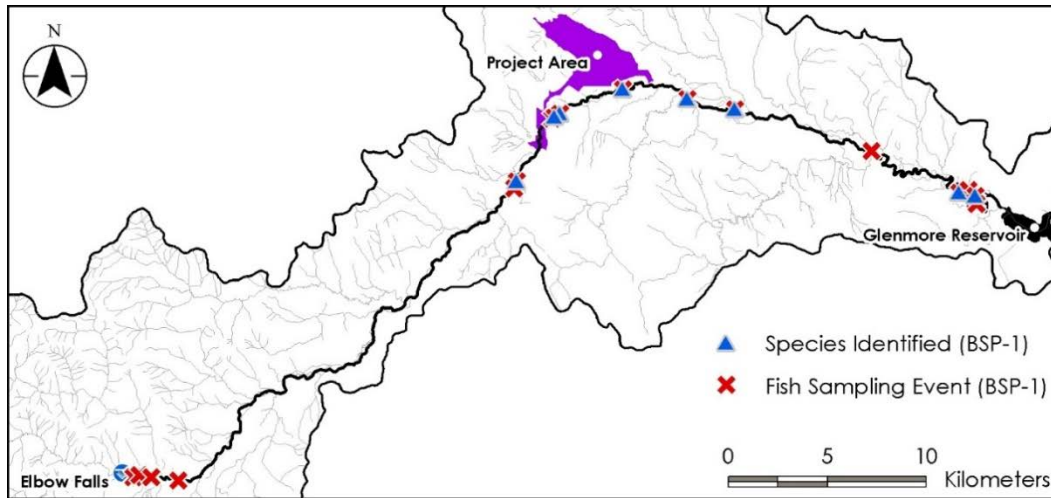 N
Project Area
Glenmore Reservoir
Species Identified (BSP-1)
Fish Sampling Event (BSP-1)
Elbow Falls
0 5 10
Kilometers